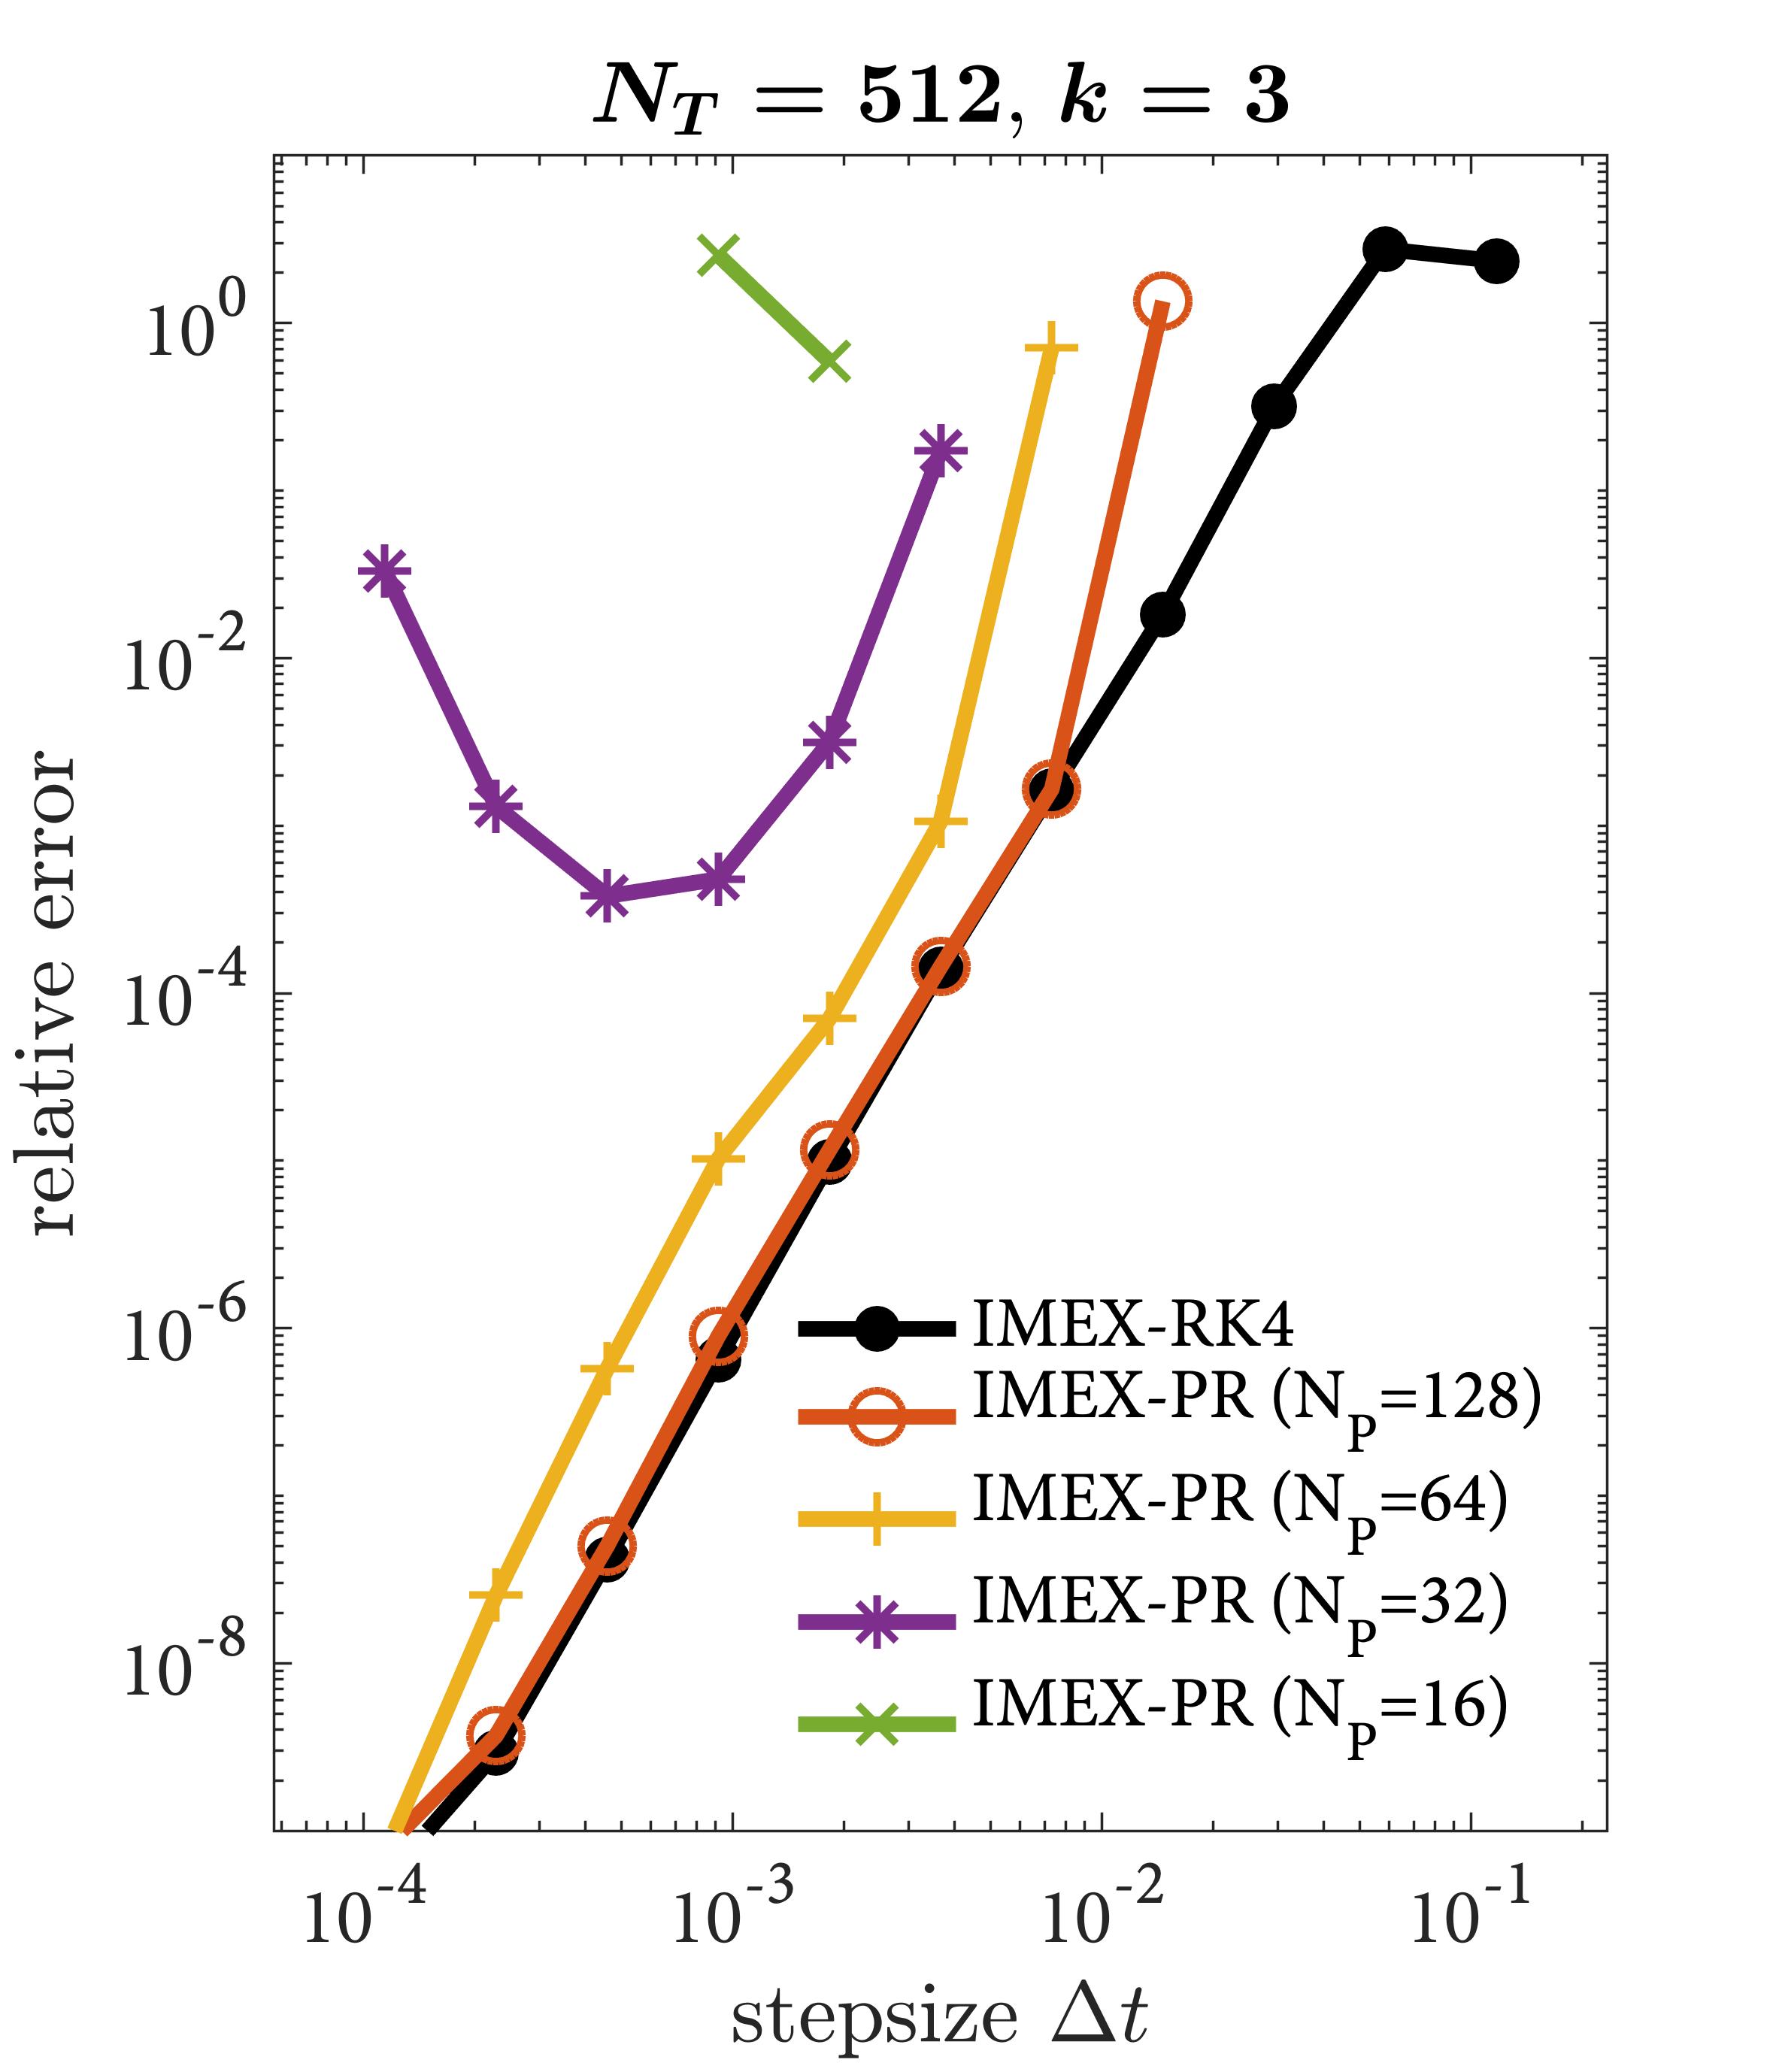 N_T = 512, k = 3
relative error
10^0
10^-2
10^-4
10^-6
10^-8
IMEX-RK4
IMEX-PR (N_P=128)
IMEX-PR (N_P=64)
IMEX-PR (N_P=32)
IMEX-PR (N_P=16)
10^-4 10^-3 10^-2 10^-1
stepsize Δt